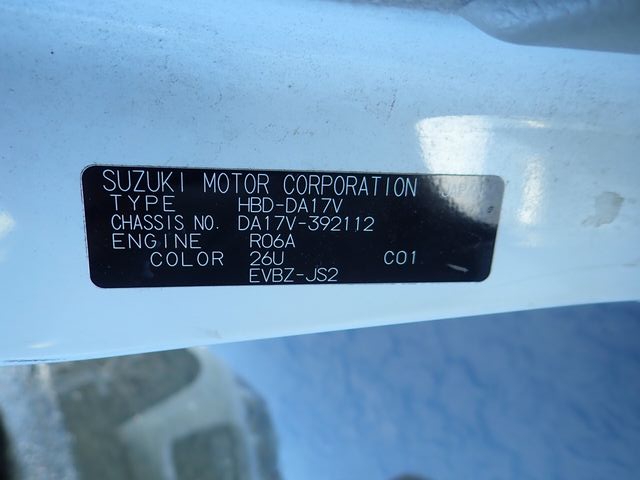 SUZUKI MOTOR CORPORATION
TYPE HBD-DA17V
CHASSIS NO. DA17V-392112
ENGINE R06A
COLOR 26U C01
EVBZ-JS2